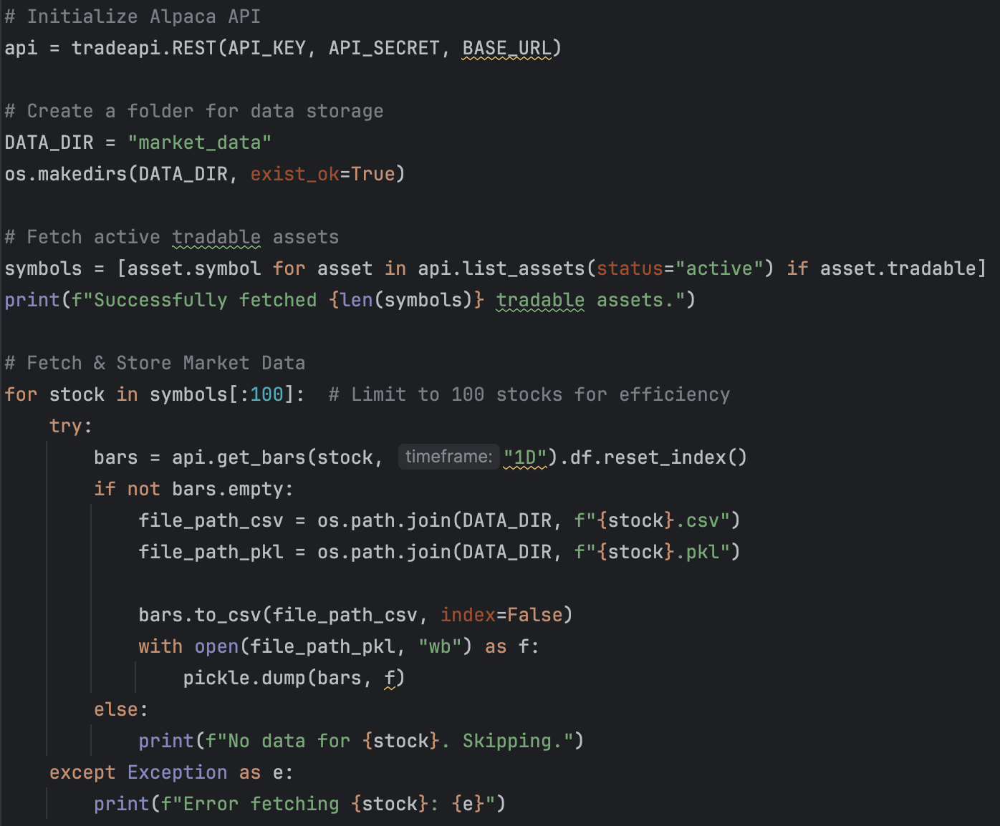 # Initialize Alpaca API
api = tradeapi.REST(API_KEY, API_SECRET, BASE_URL)
# Create a folder for data storage
DATA_DIR = "market_data"
os.makedirs(DATA_DIR, exist_ok=True)
# Fetch active tradable assets
symbols = [asset.symbol for asset in api.list_assets(status="active") if asset.tradable]
print(f"Successfully fetched {len(symbols)} tradable assets.")
# Fetch & Store Market Data
for stock in symbols[:100]:  # Limit to 100 stocks for efficiency
    try:
        bars = api.get_bars(stock, timeframe: "1D").df.reset_index()
        if not bars.empty:
            file_path_csv = os.path.join(DATA_DIR, f"{stock}.csv")
            file_path_pkl = os.path.join(DATA_DIR, f"{stock}.pkl")
            bars.to_csv(file_path_csv, index=False)
            with open(file_path_pkl, "wb") as f:
                pickle.dump(bars, f)
        else:
            print(f"No data for {stock}. Skipping.")
    except Exception as e:
        print(f"Error fetching {stock}: {e}")